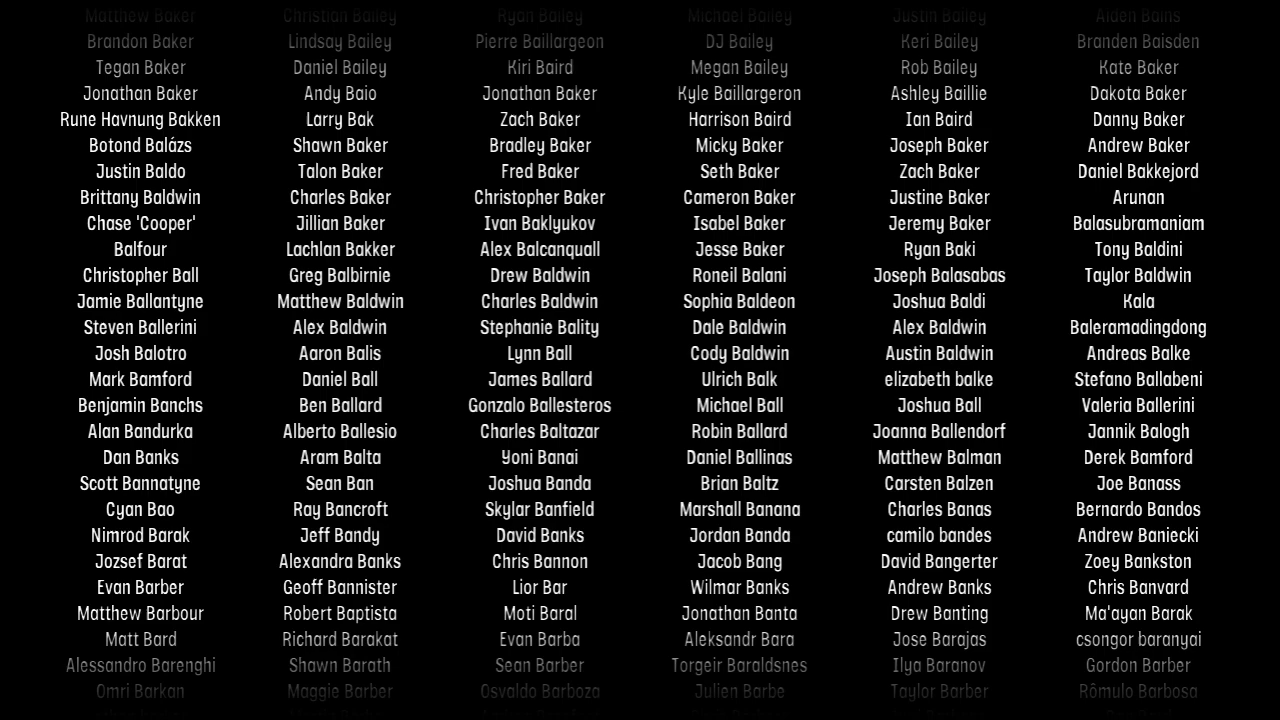 Matthew Baker Christian Bailey Ryan Bailey Michael Bailey Justin Bailey Aiden Bains
Brandon Baker Lindsay Bailey Pierre Baillargeon DJ Bailey Keri Bailey Branden Baisden
Tegan Baker Daniel Bailey Kiri Baird Megan Bailey Rob Bailey Kate Baker
Jonathan Baker Andy Baio Jonathan Baker Kyle Baillargeron Ashley Baillie Dakota Baker
Rune Havnung Bakken Larry Bak Zach Baker Harrison Baird Ian Baird Danny Baker
Botond Balázs Shawn Baker Bradley Baker Micky Baker Joseph Baker Andrew Baker
Justin Baldo Talon Baker Fred Baker Seth Baker Zach Baker Daniel Bakkejord
Brittany Baldwin Charles Baker Christopher Baker Cameron Baker Justine Baker Arunan
Chase 'Cooper' Jillian Baker Ivan Baklyukov Isabel Baker Jeremy Baker Balasubramaniam
Balfour Lachlan Bakker Alex Balcanquall Jesse Baker Ryan Baki Tony Baldini
Christopher Ball Greg Balbirnie Drew Baldwin Roneil Balani Joseph Balasabas Taylor Baldwin
Jamie Ballantyne Matthew Baldwin Charles Baldwin Sophia Baldeon Joshua Baldi Kala
Steven Ballerini Alex Baldwin Stephanie Bality Dale Baldwin Alex Baldwin Baleramadingdong
Josh Balotro Aaron Balis Lynn Ball Cody Baldwin Austin Baldwin Andreas Balke
Mark Bamford Daniel Ball James Ballard Ulrich Balk elizabeth balke Stefano Ballabeni
Benjamin Banchs Ben Ballard Gonzalo Ballesteros Michael Ball Joshua Ball Valeria Ballerini
Alan Bandurka Alberto Ballesio Charles Baltazar Robin Ballard Joanna Ballendorf Jannik Balogh
Dan Banks Aram Balta Yoni Banai Daniel Ballinas Matthew Balman Derek Bamford
Scott Bannatyne Sean Ban Joshua Banda Brian Baltz Carsten Balzen Joe Banass
Cyan Bao Ray Bancroft Skylar Banfield Marshall Banana Charles Banas Bernardo Bandos
Nimrod Barak Jeff Bandy David Banks Jordan Banda camilo bandes Andrew Baniecki
Jozsef Barat Alexandra Banks Chris Bannon Jacob Bang David Bangerter Zoey Bankston
Evan Barber Geoff Bannister Lior Bar Wilmar Banks Andrew Banks Chris Banvard
Matthew Barbour Robert Baptista Moti Baral Jonathan Banta Drew Banting Ma'ayan Barak
Matt Bard Richard Barakat Evan Barba Aleksandr Bara Jose Barajas csongor baranyai
Alessandro Barenghi Shawn Barath Sean Barber Torgeir Baraldsnes Ilya Baranov Gordon Barber
Omri Barkan Maggie Barber Osvaldo Barboza Julien Barbe Taylor Barber Rômulo Barbosa